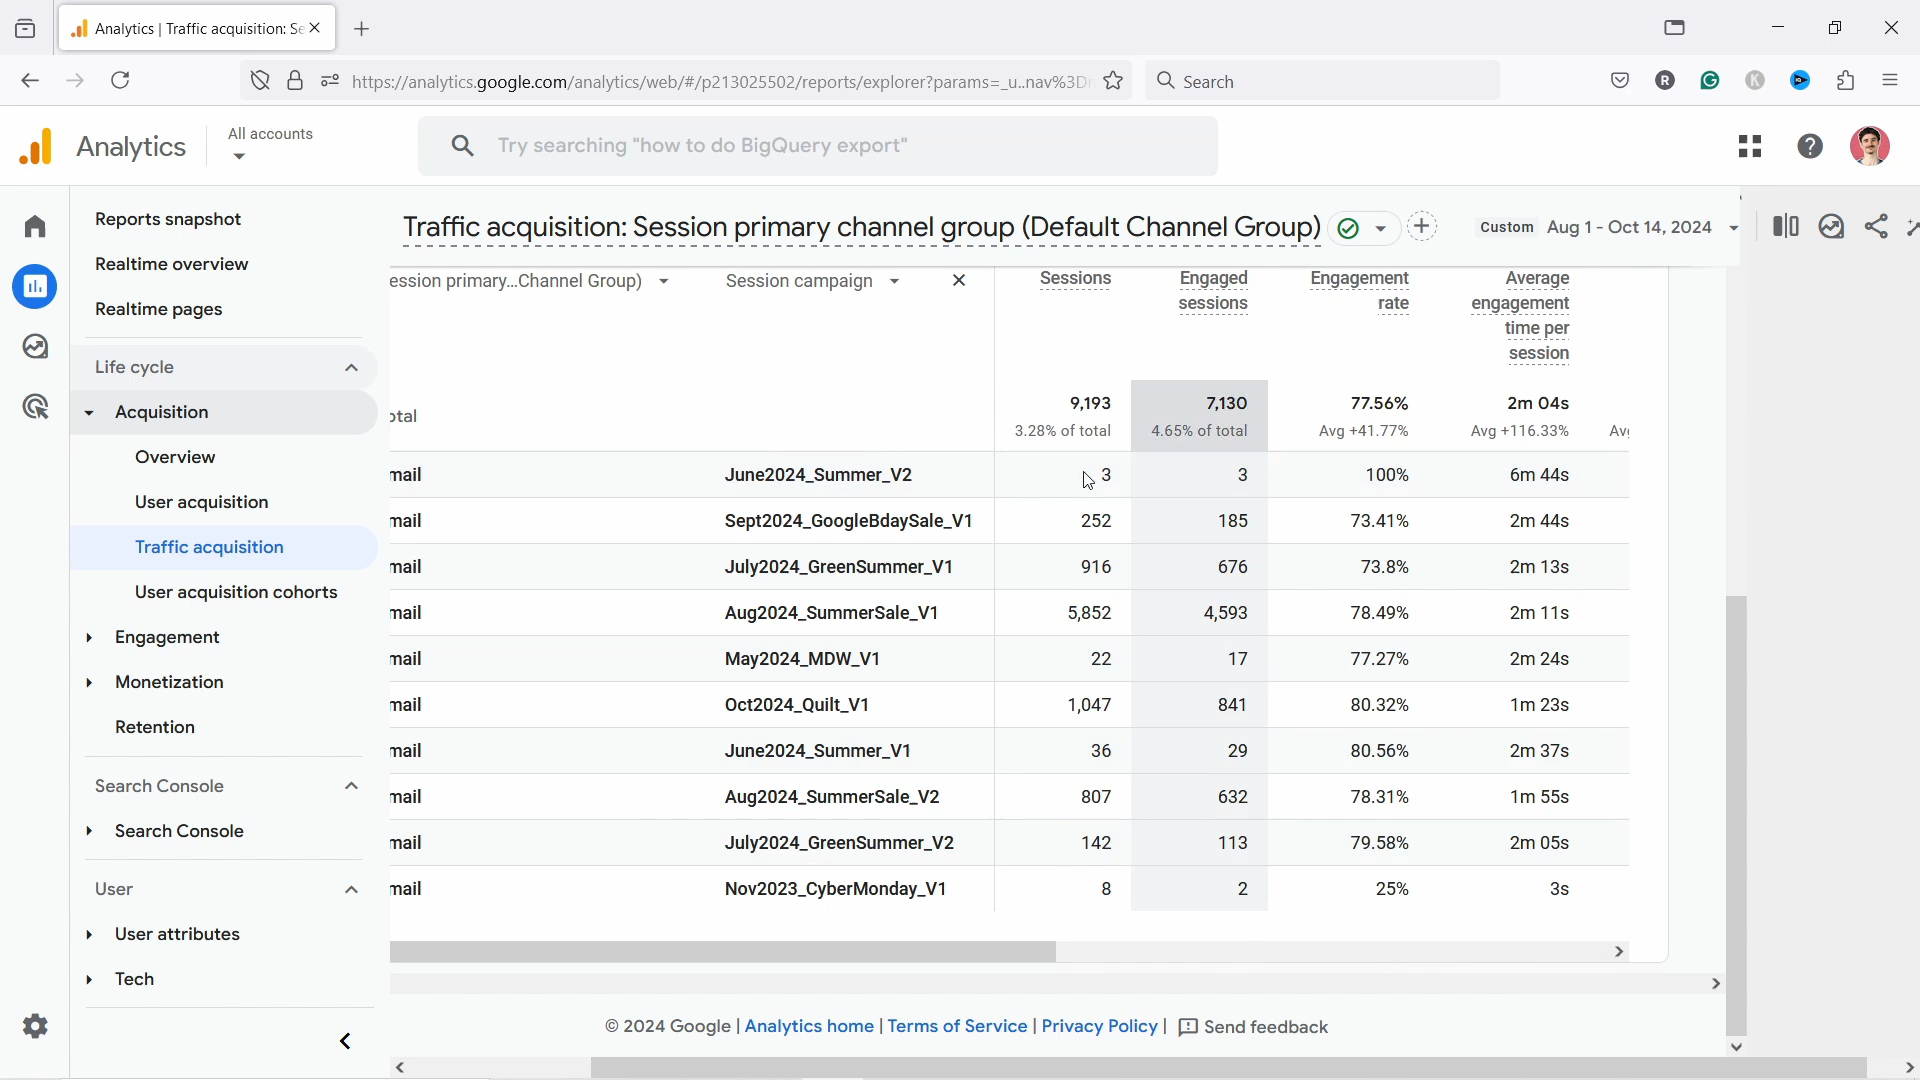 Analytics | Traffic acquisition: Se
https://analytics.google.com/analytics/web/#/p213025502/reports/explorer?params=_u..nav%3D
Search
R
K
Analytics
All accounts
Try searching "how to do BigQuery export"
Reports snapshot
Realtime overview
Realtime pages
Life cycle
Acquisition
Overview
User acquisition
Traffic acquisition
User acquisition cohorts
Engagement
Monetization
Retention
Search Console
Search Console
User
User attributes
Tech
Traffic acquisition: Session primary channel group (Default Channel Group)
Custom Aug 1 - Oct 14, 2024
ession primary...Channel Group) Session campaign Sessions Engaged sessions Engagement rate Average engagement time per session
otal 9,193 7,130 77.56% 2m 04s
3.28% of total 4.65% of total Avg +41.77% Avg +116.33% Avg
mail June2024_Summer_V2 3 3 100% 6m 44s
mail Sept2024_GoogleBdaySale_V1 252 185 73.41% 2m 44s
mail July2024_GreenSummer_V1 916 676 73.8% 2m 13s
mail Aug2024_SummerSale_V1 5,852 4,593 78.49% 2m 11s
mail May2024_MDW_V1 22 17 77.27% 2m 24s
mail Oct2024_Quilt_V1 1,047 841 80.32% 1m 23s
mail June2024_Summer_V1 36 29 80.56% 2m 37s
mail Aug2024_SummerSale_V2 807 632 78.31% 1m 55s
mail July2024_GreenSummer_V2 142 113 79.58% 2m 05s
mail Nov2023_CyberMonday_V1 8 2 25% 3s
© 2024 Google | Analytics home | Terms of Service | Privacy Policy | Send feedback